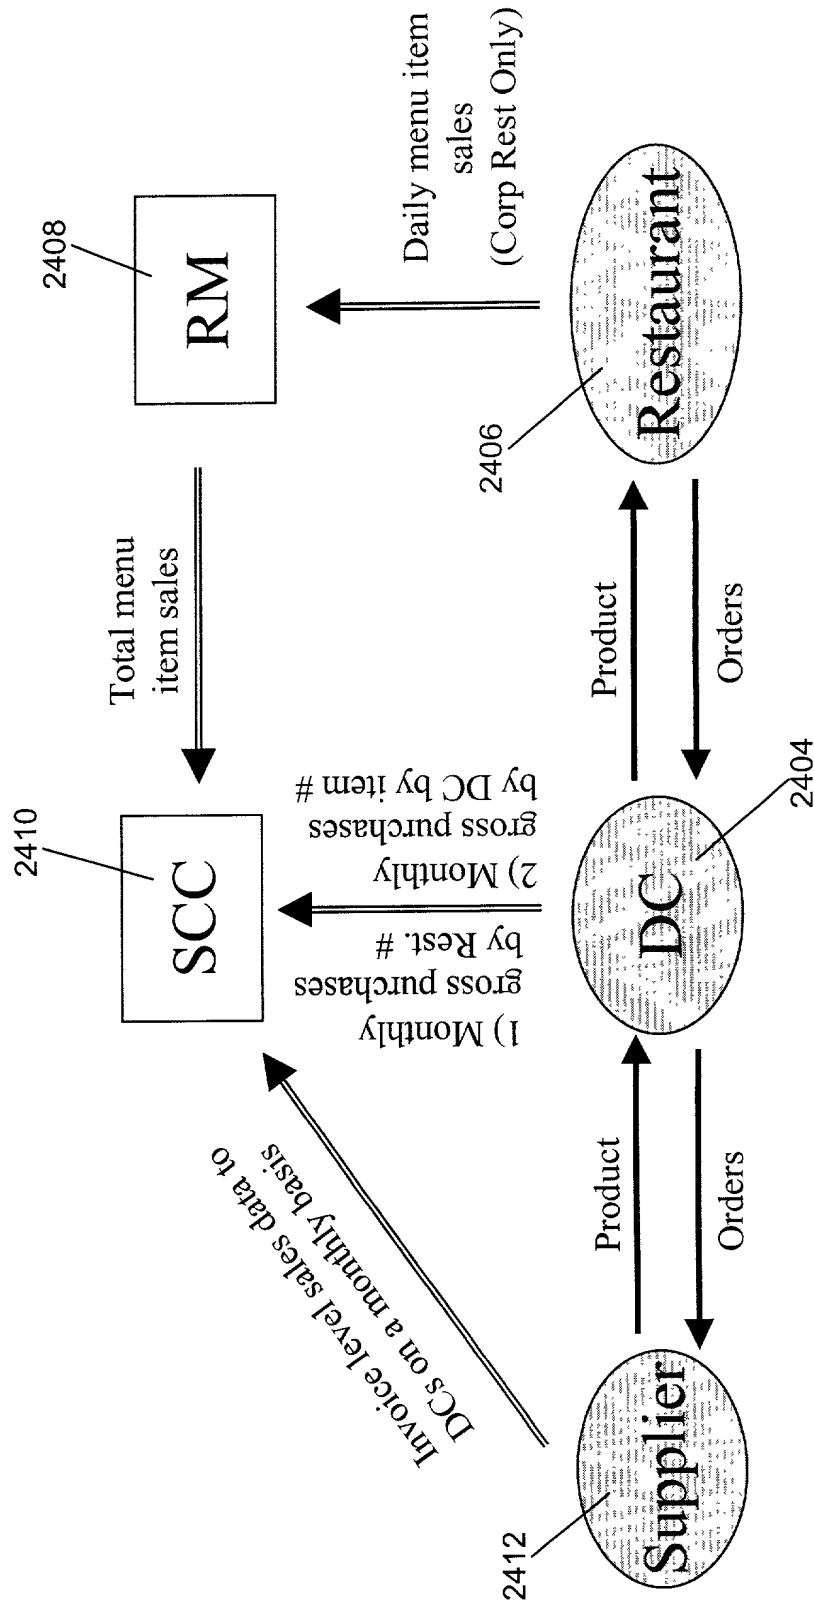 2410
2408
SCC
RM
Total menu
item sales
Daily menu item
sales
(Corp Rest Only)
Invoice level sales data to
DCs on a monthly basis
1) Monthly
gross purchases
by Rest. #
2) Monthly
gross purchases
by DC by item #
2412
2406
Supplier
Product
Orders
DC
2404
Product
Orders
Restaurant